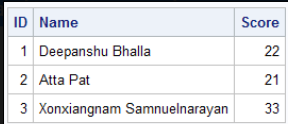 ID Name Score
1 Deepanshu Bhalla 22
2 Atta Pat 21
3 Xonxiangnam Samnuelnarayan 33